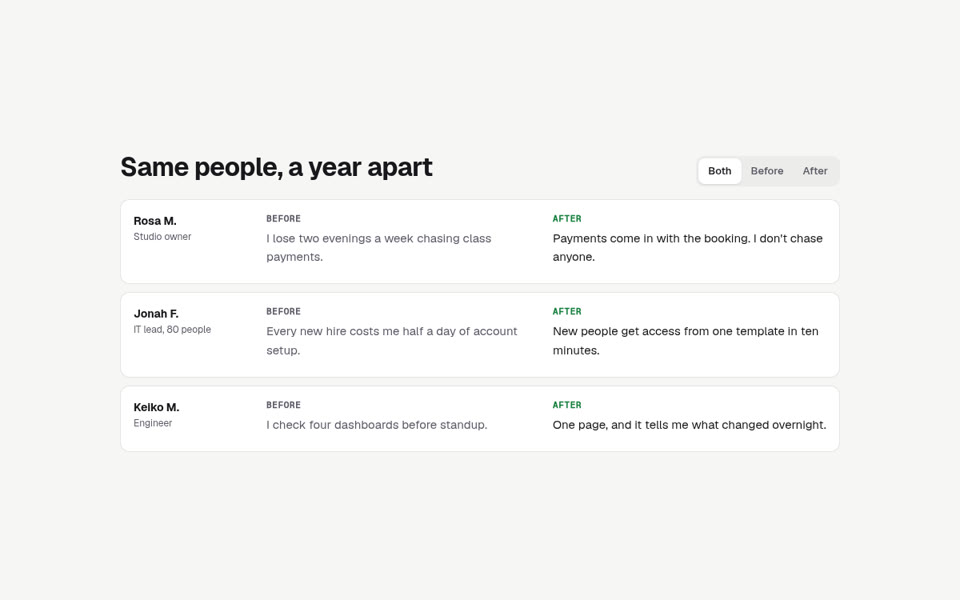 Same people, a year apart
Both
Before
After
Rosa M.
Studio owner
BEFORE
I lose two evenings a week chasing class
payments.
AFTER
Payments come in with the booking. I don't chase
anyone.
Jonah F.
IT lead, 80 people
BEFORE
Every new hire costs me half a day of account
setup.
AFTER
New people get access from one template in ten
minutes.
Keiko M.
Engineer
BEFORE
I check four dashboards before standup.
AFTER
One page, and it tells me what changed overnight.